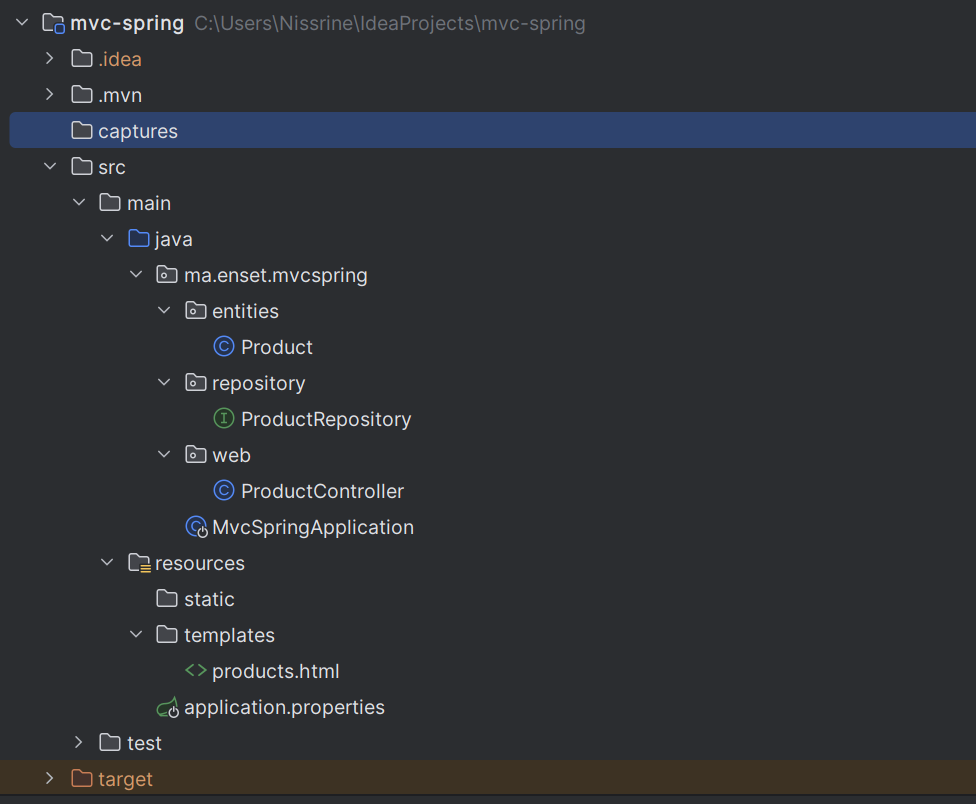 mvc-spring C:\Users\Nissrine\IdeaProjects\mvc-spring
.idea
.mvn
captures
src
main
java
ma.enset.mvcspring
entities
Product
repository
ProductRepository
web
ProductController
MvcSpringApplication
resources
static
templates
products.html
application.properties
test
target